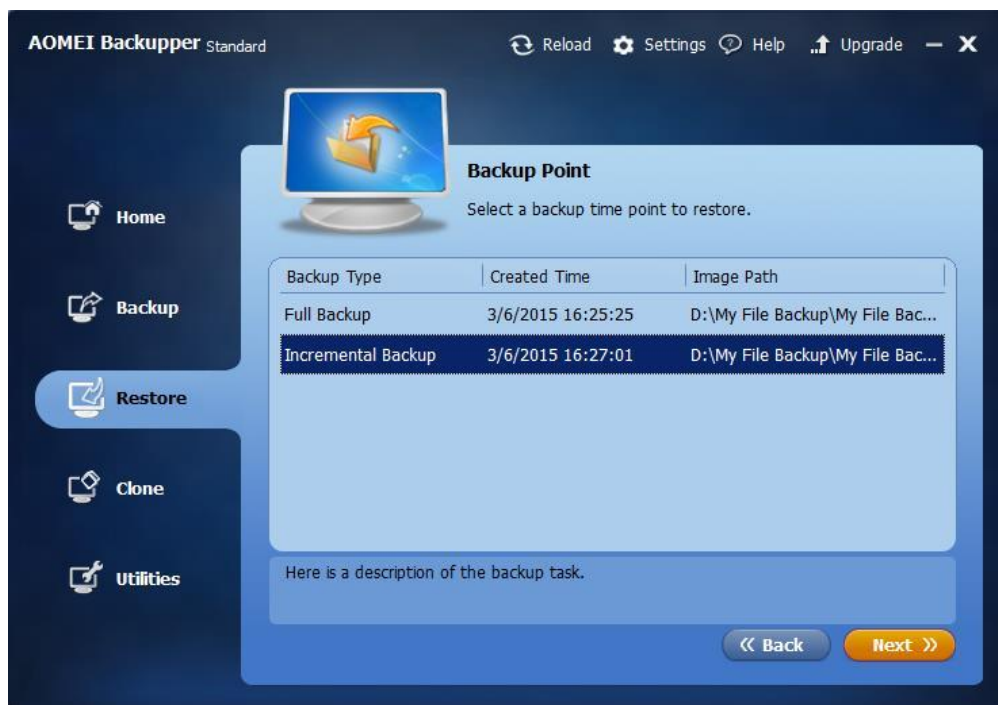 AOMEI Backupper Standard
Reload Settings Help Upgrade
Backup Point
Select a backup time point to restore.
Home
Backup
Restore
Clone
Utilities
Backup Type Created Time Image Path
Full Backup 3/6/2015 16:25:25 D:\My File Backup\My File Bac...
Incremental Backup 3/6/2015 16:27:01 D:\My File Backup\My File Bac...
Here is a description of the backup task.
Back Next